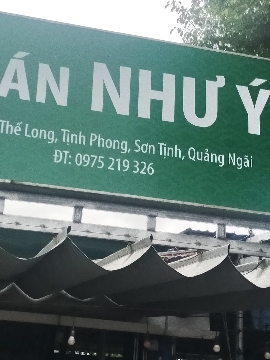 ÁN NHƯ Ý
Thế Long, Tịnh Phong, Sơn Tịnh, Quảng Ngãi
ĐT: 0975 219 326